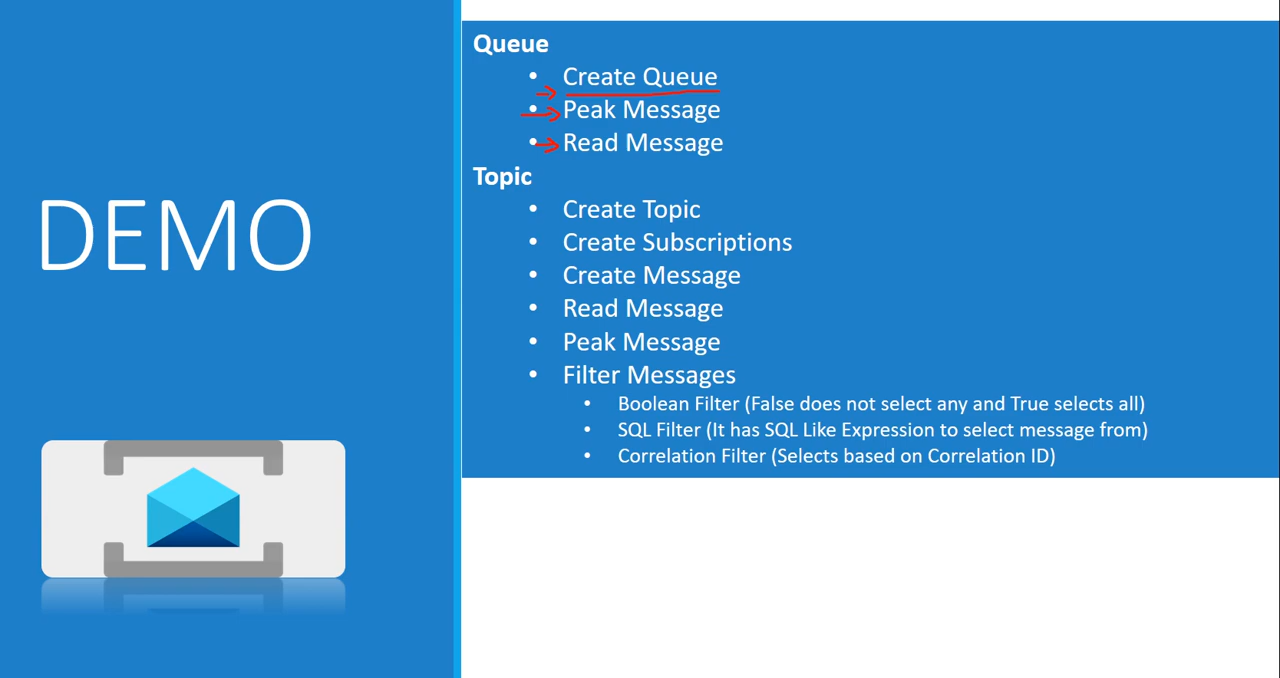 DEMO
Queue
• Create Queue
• Peak Message
• Read Message
Topic
• Create Topic
• Create Subscriptions
• Create Message
• Read Message
• Peak Message
• Filter Messages
• Boolean Filter (False does not select any and True selects all)
• SQL Filter (It has SQL Like Expression to select message from)
• Correlation Filter (Selects based on Correlation ID)